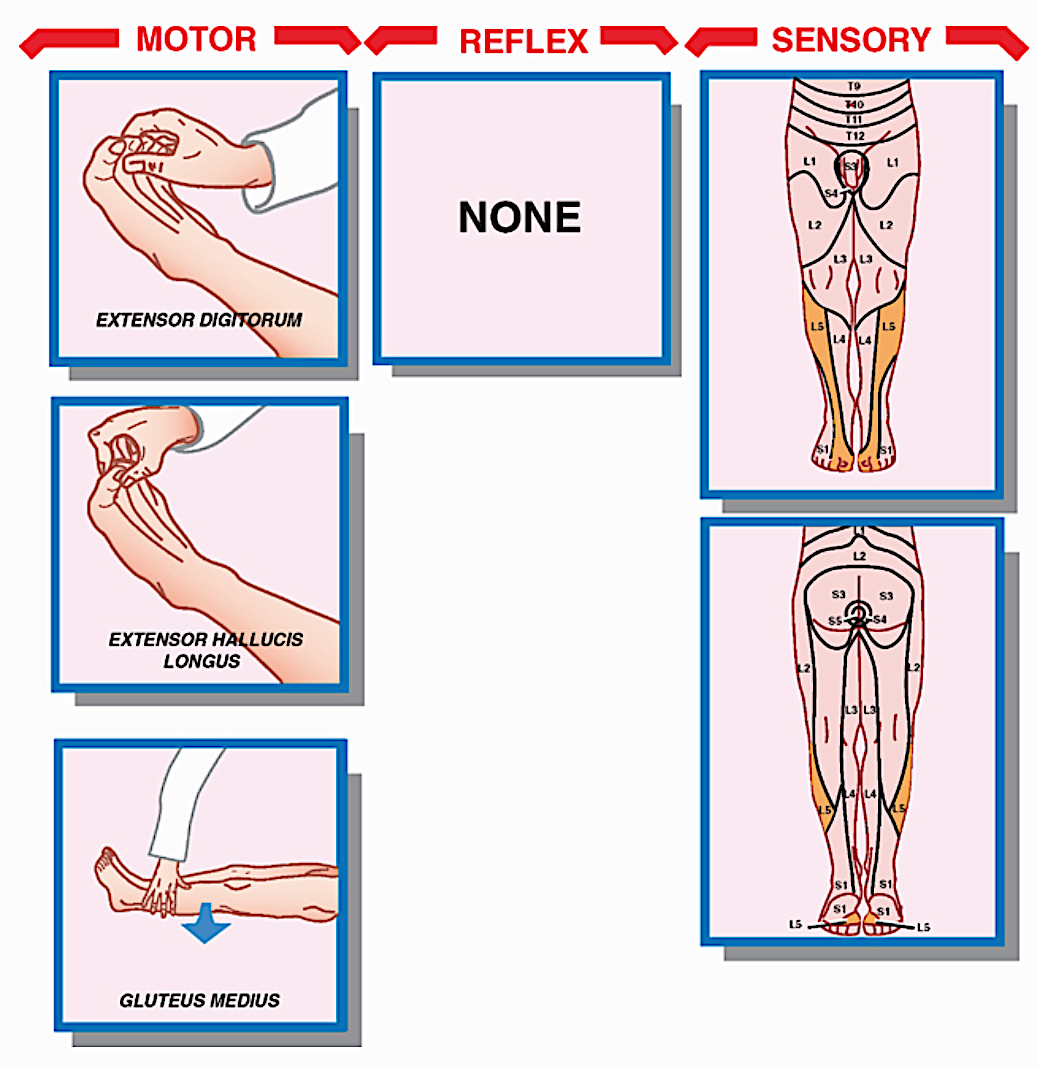 MOTOR
REFLEX
SENSORY
EXTENSOR DIGITORUM
NONE
T9
T10
T11
T12
L1
L1
S3
S4
L2
L2
L3
L3
L5
L5
L4
L4
S1
S1
EXTENSOR HALLUCIS
LONGUS
L1
L2
S3
S3
S5
S4
L2
L2
L3
L3
L4
L4
L5
L5
S1
S1
S1
S1
L5
L5
GLUTEUS MEDIUS